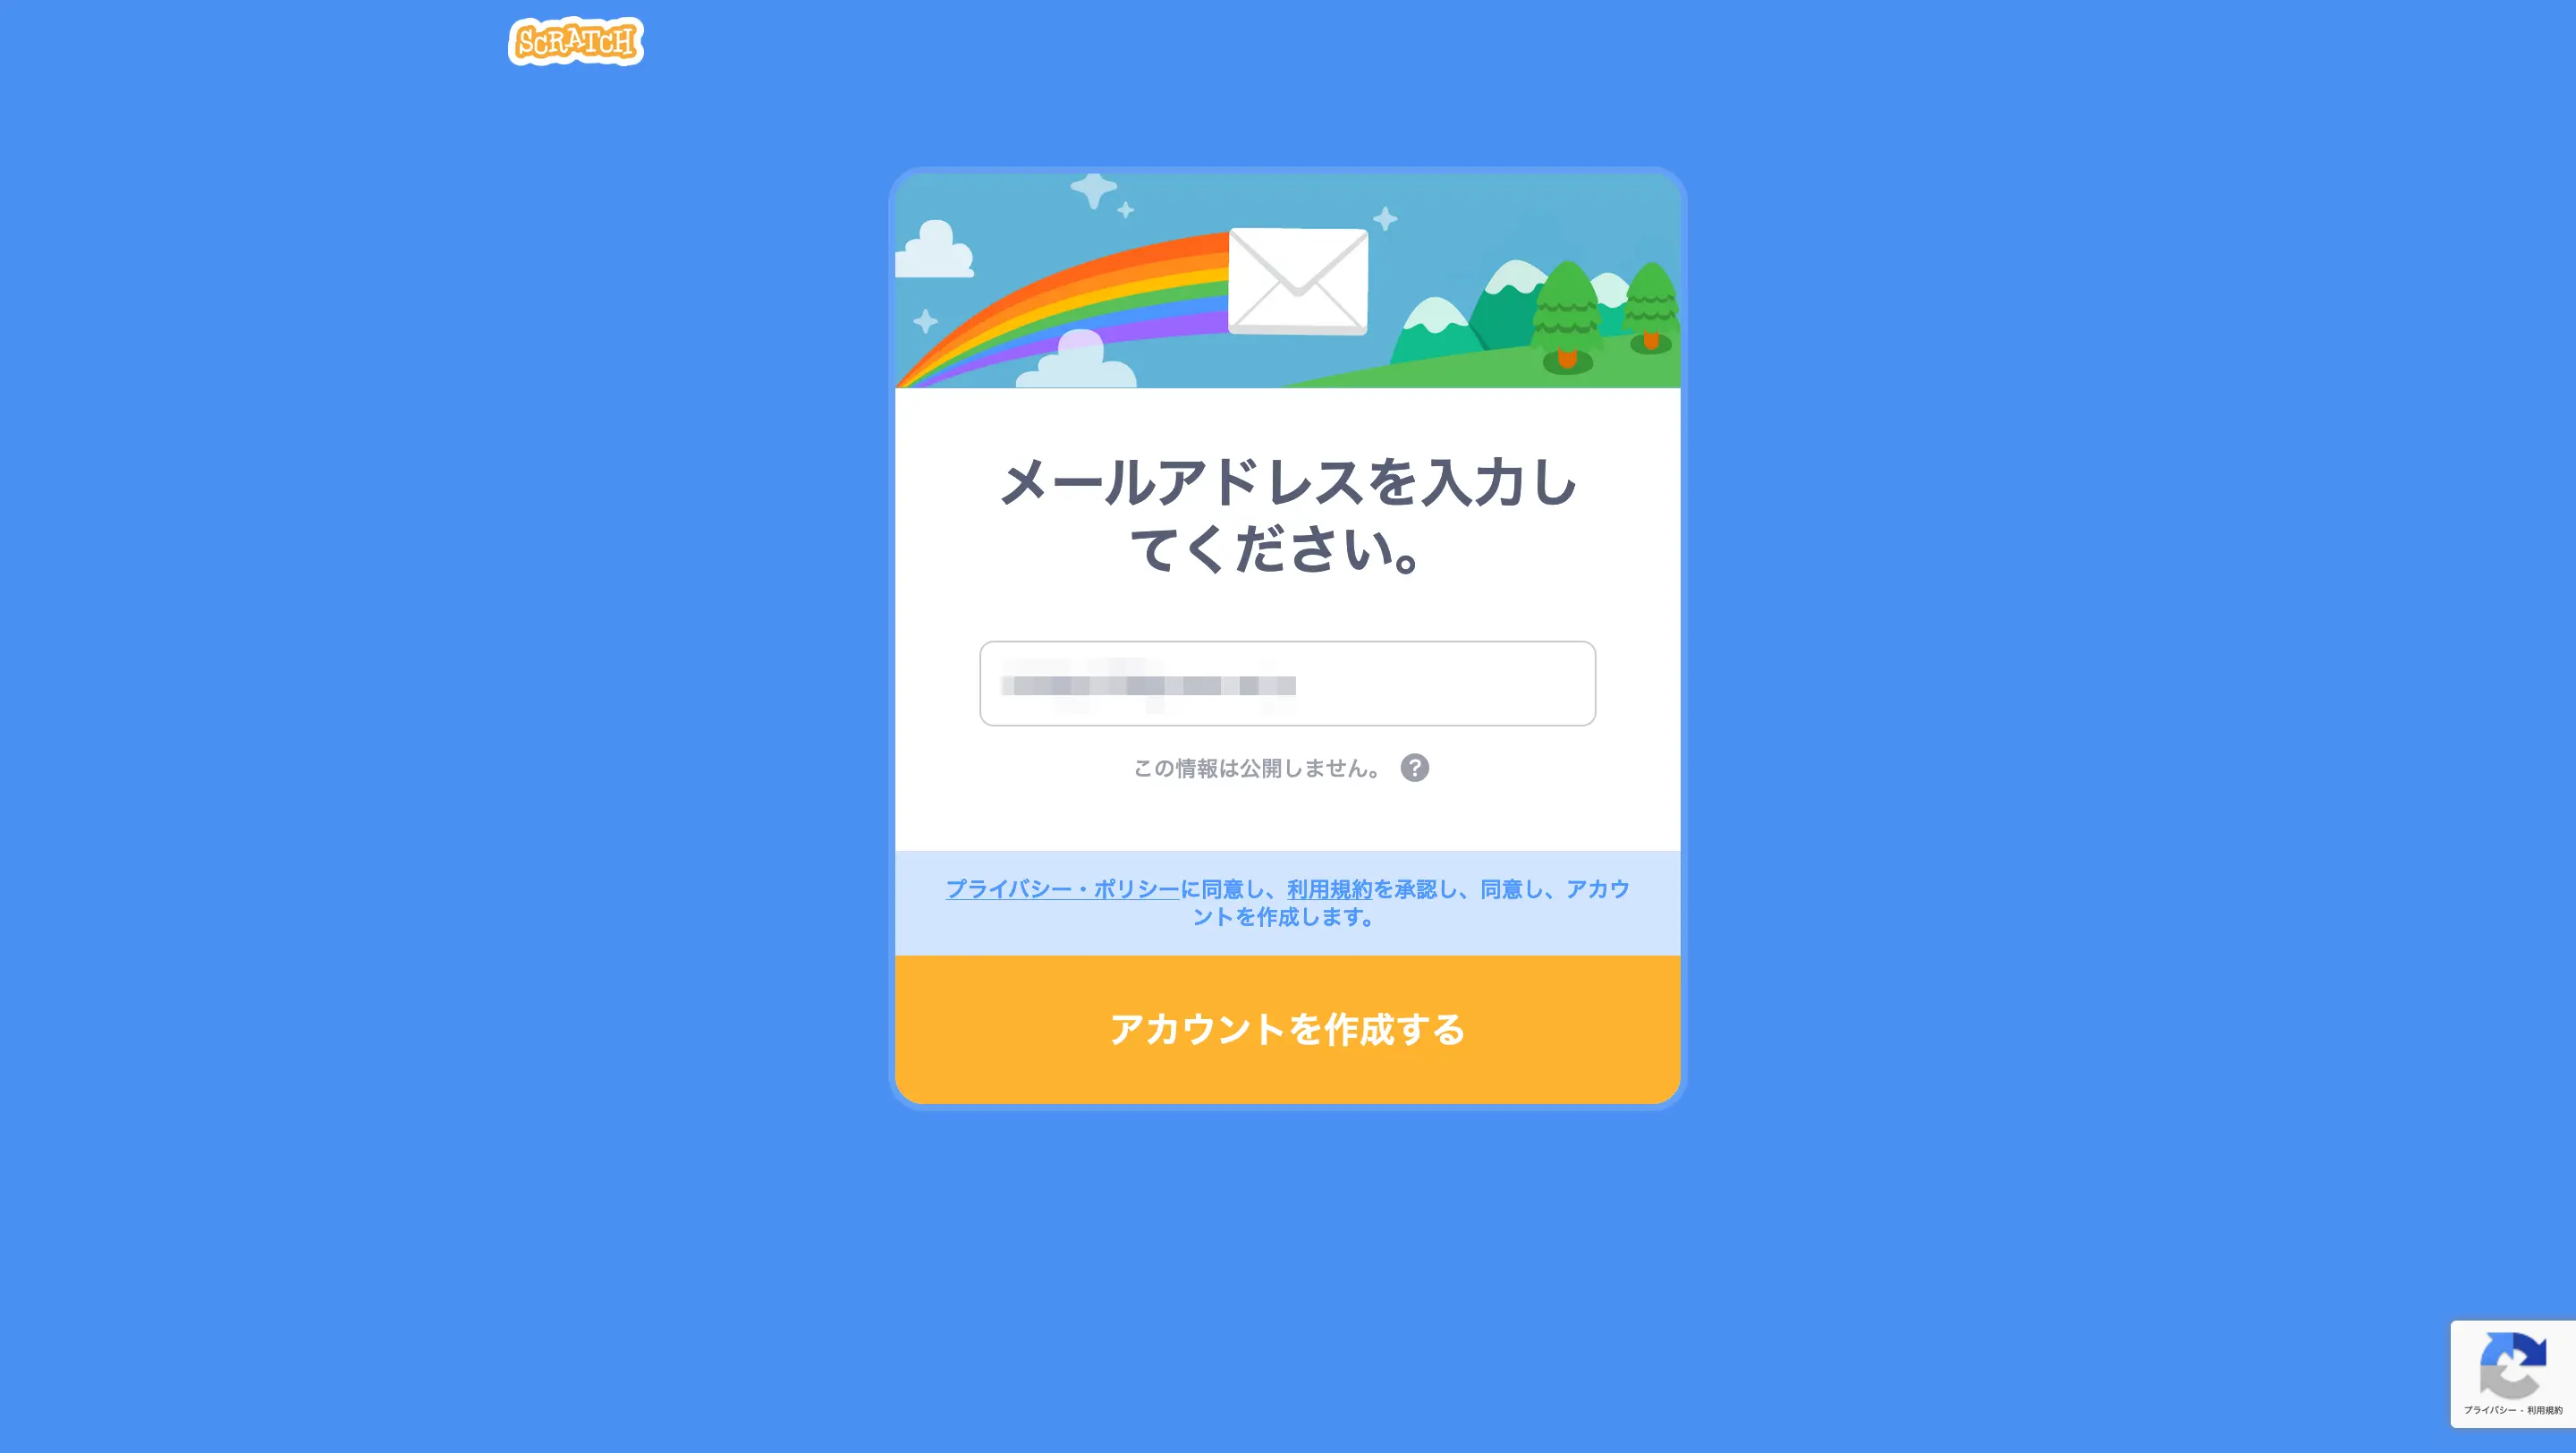 SCRATCH
メールアドレスを入力し
てください。
この情報は公開しません。 ?
プライバシー・ポリシーに同意し、利用規約を承認し、同意し、アカウ
ントを作成します。
アカウントを作成する
プライバシー - 利用規約